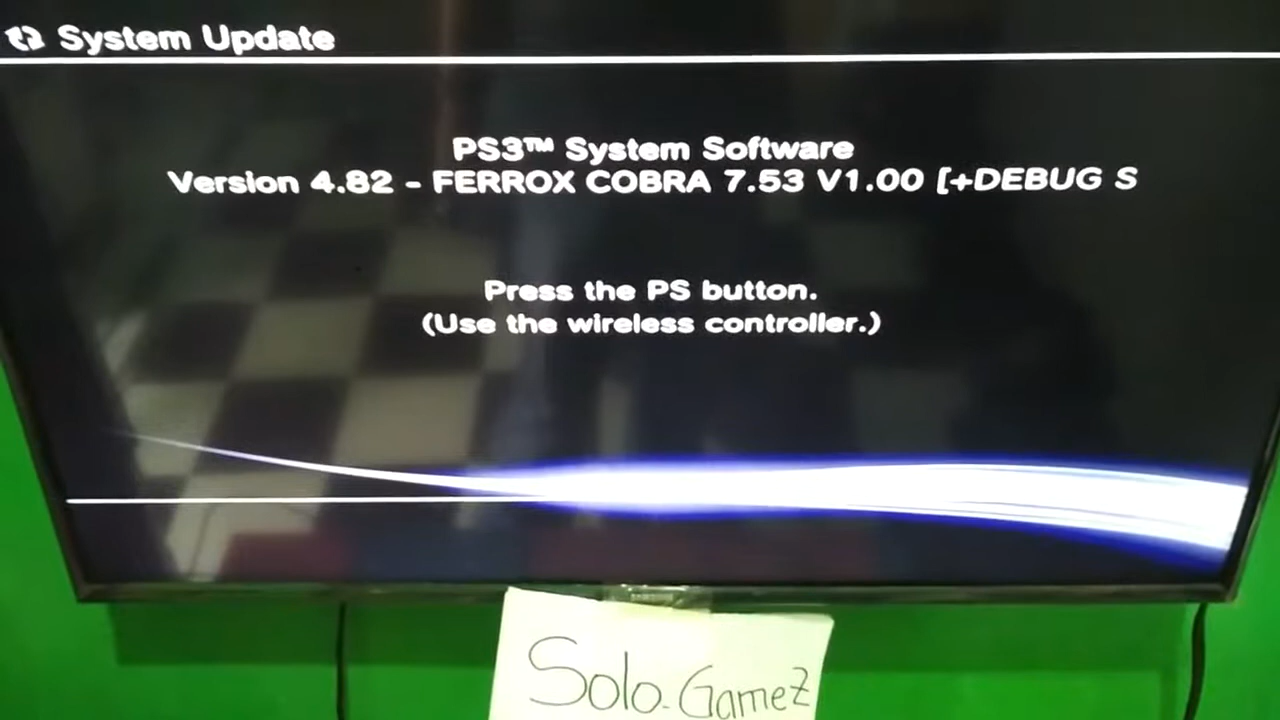 System Update
PS3™ System Software
Version 4.82 - FERROX COBRA 7.53 V1.00 [+DEBUG S
Press the PS button.
(Use the wireless controller.)
SAMSUNG
Solo-GameZ